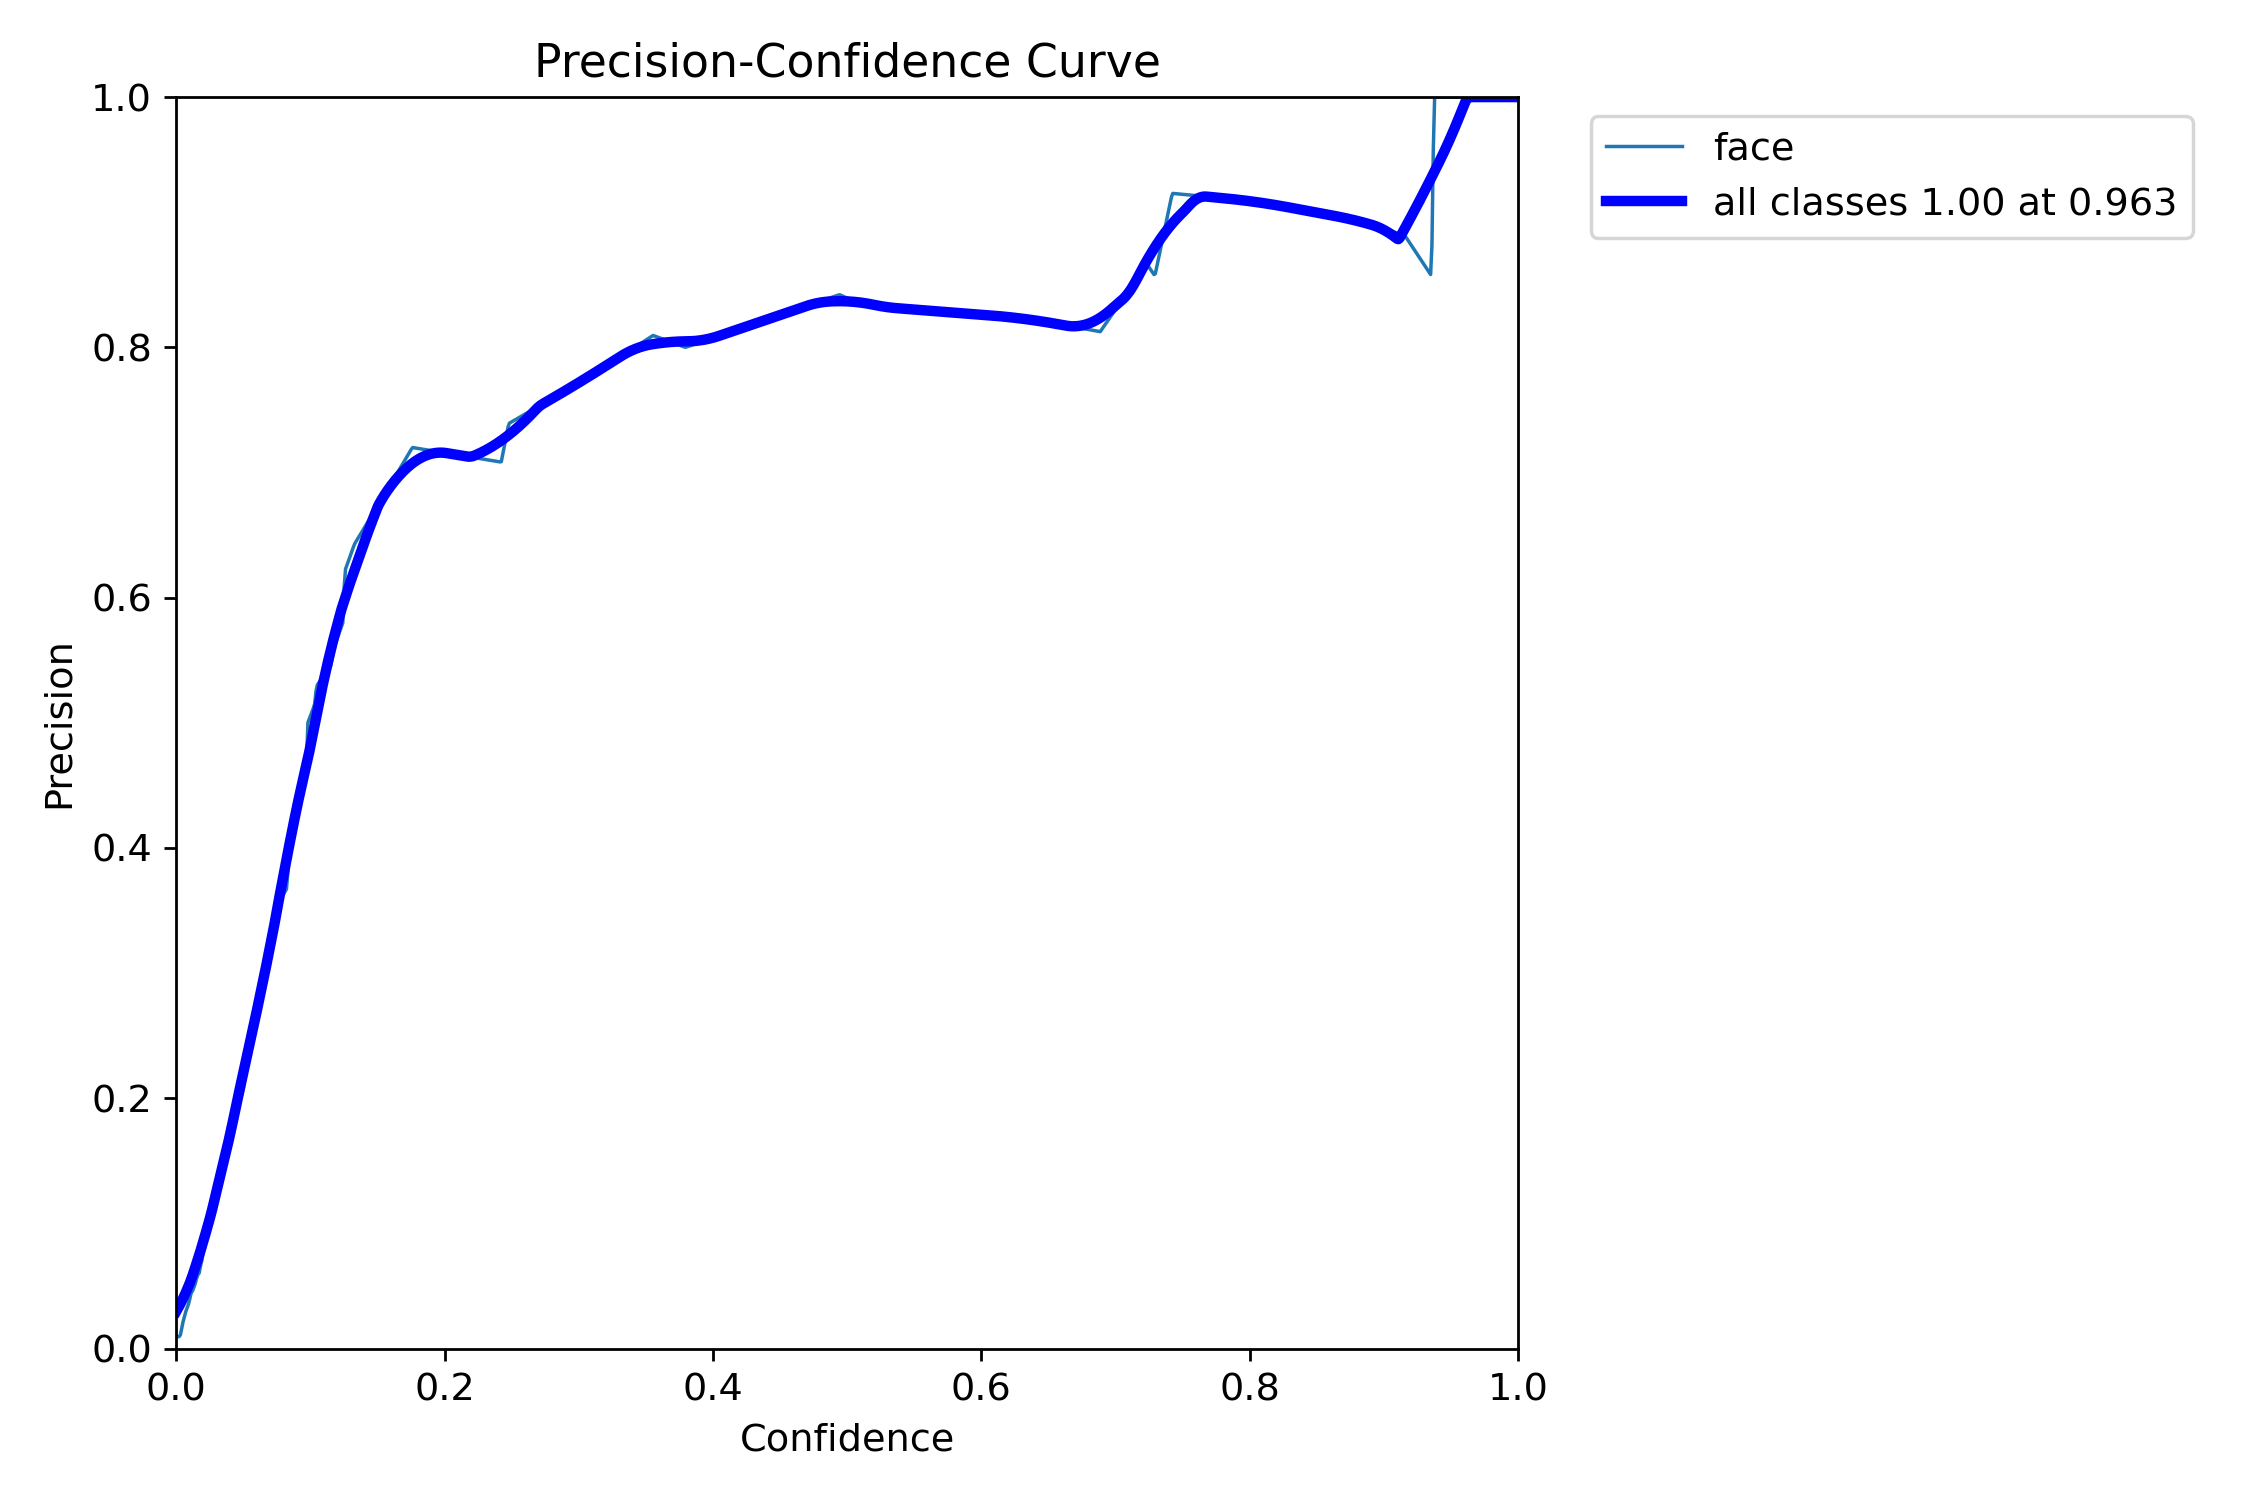 Precision-Confidence Curve
1.0
0.8
0.6
0.4
0.2
0.0
Precision
0.0 0.2 0.4 0.6 0.8 1.0
Confidence
face
all classes 1.00 at 0.963